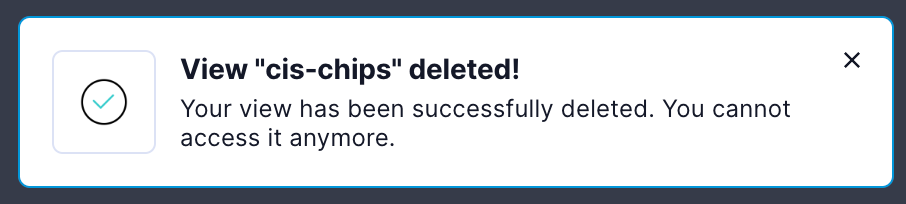 View "cis-chips" deleted!
Your view has been successfully deleted. You cannot
access it anymore.